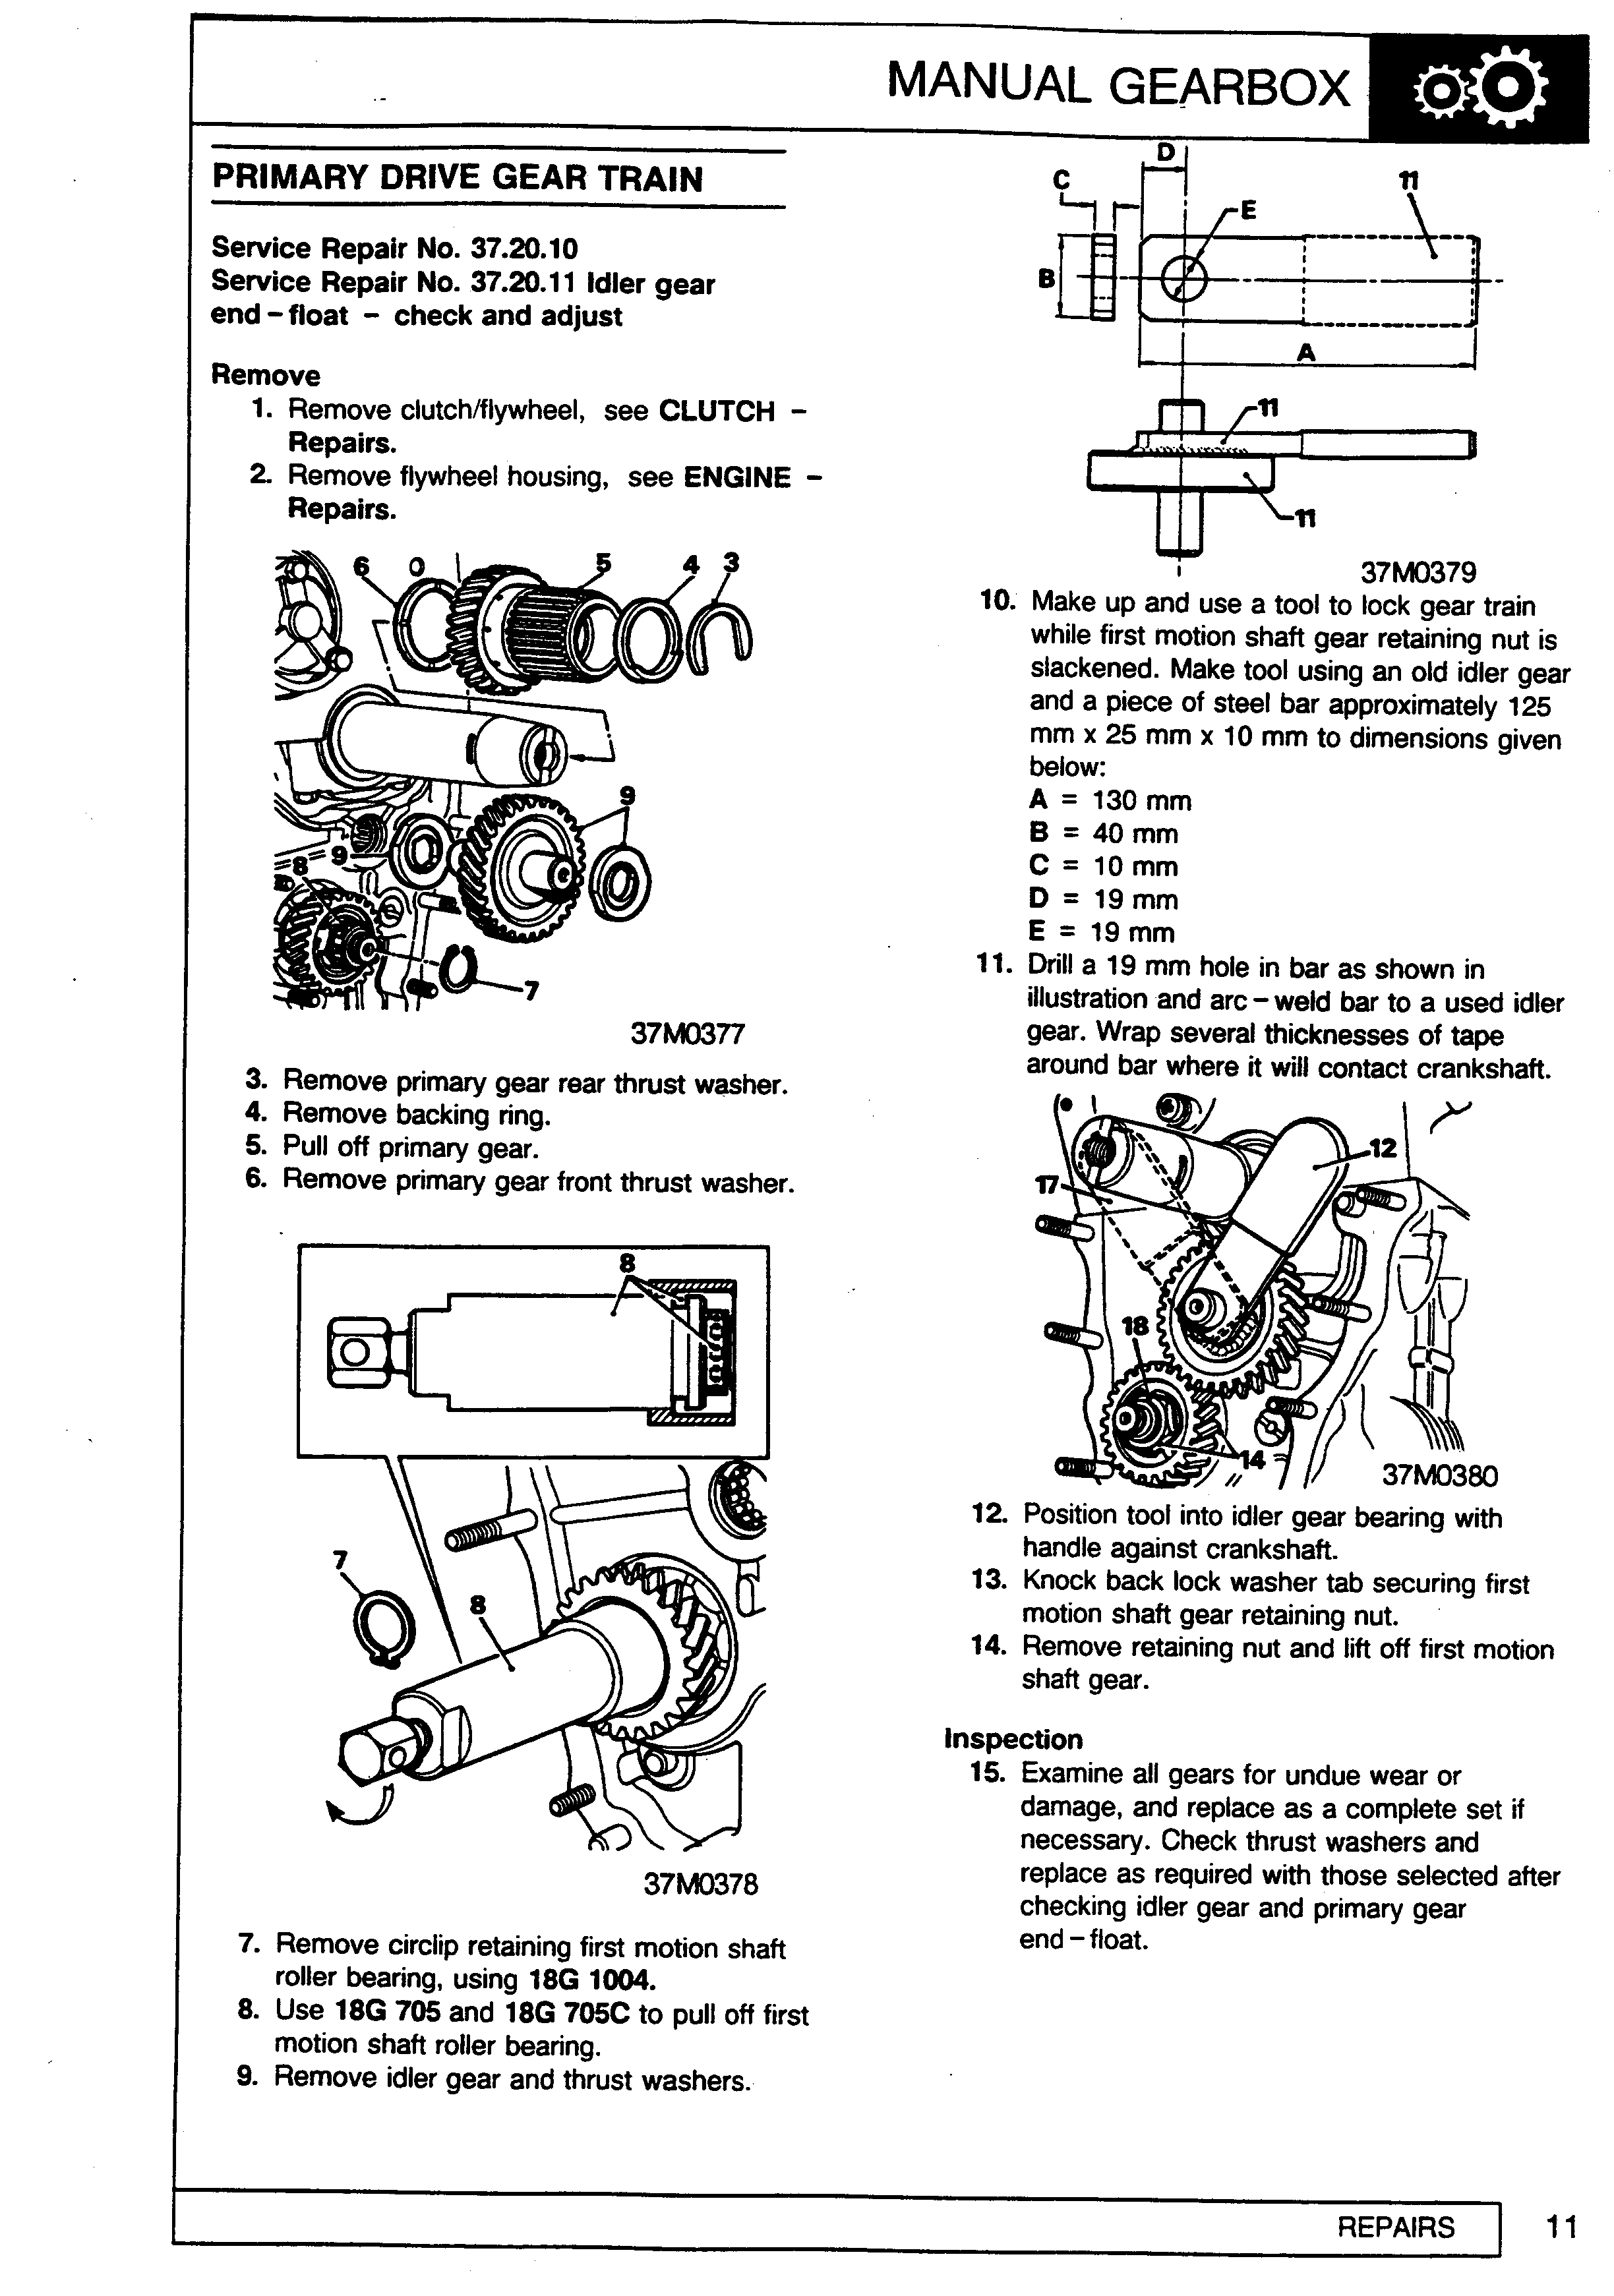 MANUAL GEARBOX
PRIMARY DRIVE GEAR TRAIN
Service Repair No. 37.20.10
Service Repair No. 37.20.11 Idler gear
end-float - check and adjust
Remove
1. Remove clutch/flywheel, see CLUTCH -
Repairs.
2. Remove flywheel housing, see ENGINE -
Repairs.
6
5
4
3
9
9
8
7
37M0377
3. Remove primary gear rear thrust washer.
4. Remove backing ring.
5. Pull off primary gear.
6. Remove primary gear front thrust washer.
8
7
8
37M0378
7. Remove circlip retaining first motion shaft
roller bearing, using 18G 1004.
8. Use 18G 705 and 18G 705C to pull off first
motion shaft roller bearing.
9. Remove idler gear and thrust washers.
D
C
11
E
B
A
11
11
37M0379
10. Make up and use a tool to lock gear train
while first motion shaft gear retaining nut is
slackened. Make tool using an old idler gear
and a piece of steel bar approximately 125
mm x 25 mm x 10 mm to dimensions given
below:
A = 130 mm
B = 40 mm
C = 10 mm
D = 19 mm
E = 19 mm
11. Drill a 19 mm hole in bar as shown in
illustration and arc-weld bar to a used idler
gear. Wrap several thicknesses of tape
around bar where it will contact crankshaft.
12
17
18
14
37M0380
12. Position tool into idler gear bearing with
handle against crankshaft.
13. Knock back lock washer tab securing first
motion shaft gear retaining nut.
14. Remove retaining nut and lift off first motion
shaft gear.
Inspection
15. Examine all gears for undue wear or
damage, and replace as a complete set if
necessary. Check thrust washers and
replace as required with those selected after
checking idler gear and primary gear
end-float.
REPAIRS
11